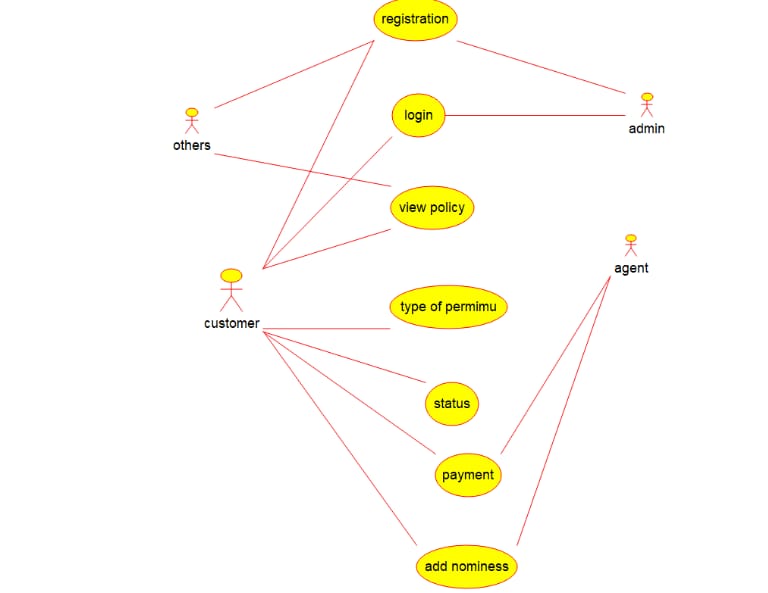 registration
login
admin
others
view policy
agent
customer
type of permimu
status
payment
add nominess